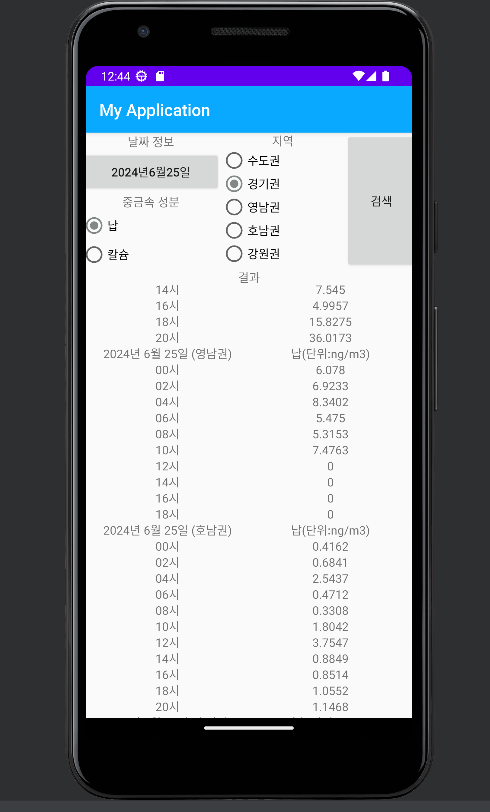 12:44
My Application
날짜 정보
2024년6월25일
중금속 성분
납
칼슘
지역
수도권
경기권
영남권
호남권
강원권
검색
결과
14시 7.545
16시 4.9957
18시 15.8275
20시 36.0173
2024년 6월 25일 (영남권) 납(단위:ng/m3)
00시 6.078
02시 6.9233
04시 8.3402
06시 5.475
08시 5.3153
10시 7.4763
12시 0
14시 0
16시 0
18시 0
2024년 6월 25일 (호남권) 납(단위:ng/m3)
00시 0.4162
02시 0.6841
04시 2.5437
06시 0.4712
08시 0.3308
10시 1.8042
12시 3.7547
14시 0.8849
16시 0.8514
18시 1.0552
20시 1.1468